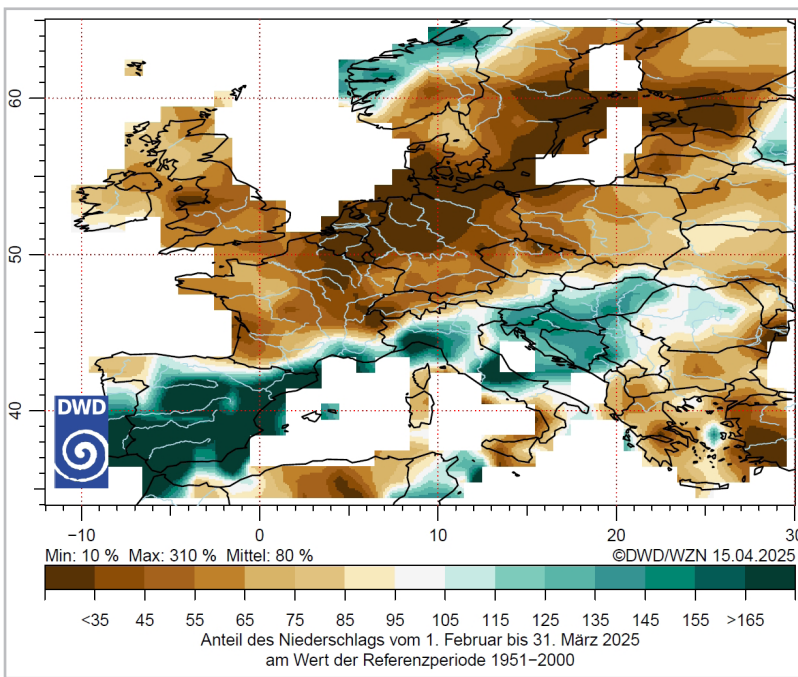 60
50
40
DWD
−10
0
10
20
30
Min: 10 % Max: 310 % Mittel: 80 %
©DWD/WZN 15.04.2025
<35 45 55 65 75 85 95 105 115 125 135 145 155 >165
Anteil des Niederschlags vom 1. Februar bis 31. März 2025
am Wert der Referenzperiode 1951−2000